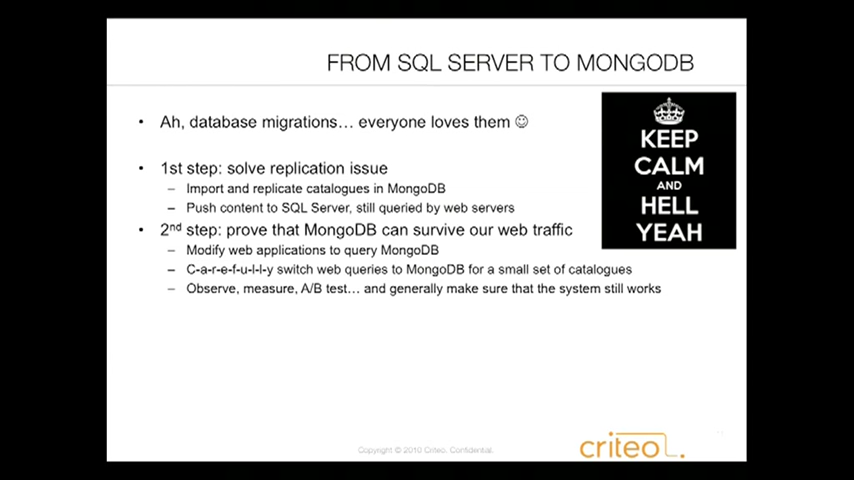 FROM SQL SERVER TO MONGODB
• Ah, database migrations… everyone loves them ☺
• 1st step: solve replication issue
– Import and replicate catalogues in MongoDB
– Push content to SQL Server, still queried by web servers
• 2nd step: prove that MongoDB can survive our web traffic
– Modify web applications to query MongoDB
– C-a-r-e-f-u-l-l-y switch web queries to MongoDB for a small set of catalogues
– Observe, measure, A/B test… and generally make sure that the system still works
KEEP
CALM
AND
HELL
YEAH
Copyright © 2010 Criteo. Confidential.
criteo